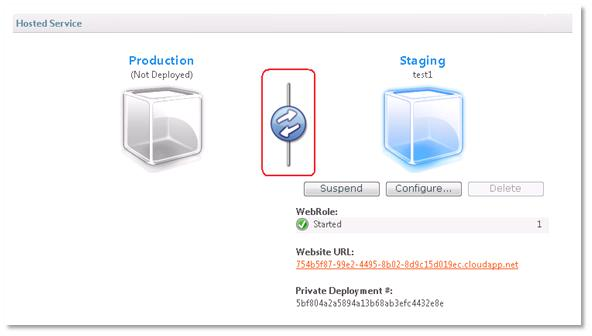 Hosted Service
Production
(Not Deployed)
Staging
test1
Suspend
Configure...
Delete
WebRole:
Started 1
Website URL:
754b5f87-99e2-4495-8b02-8d9c15d019ec.cloudapp.net
Private Deployment #:
5bf804a2a5894a13b68ab3efc4432e8e